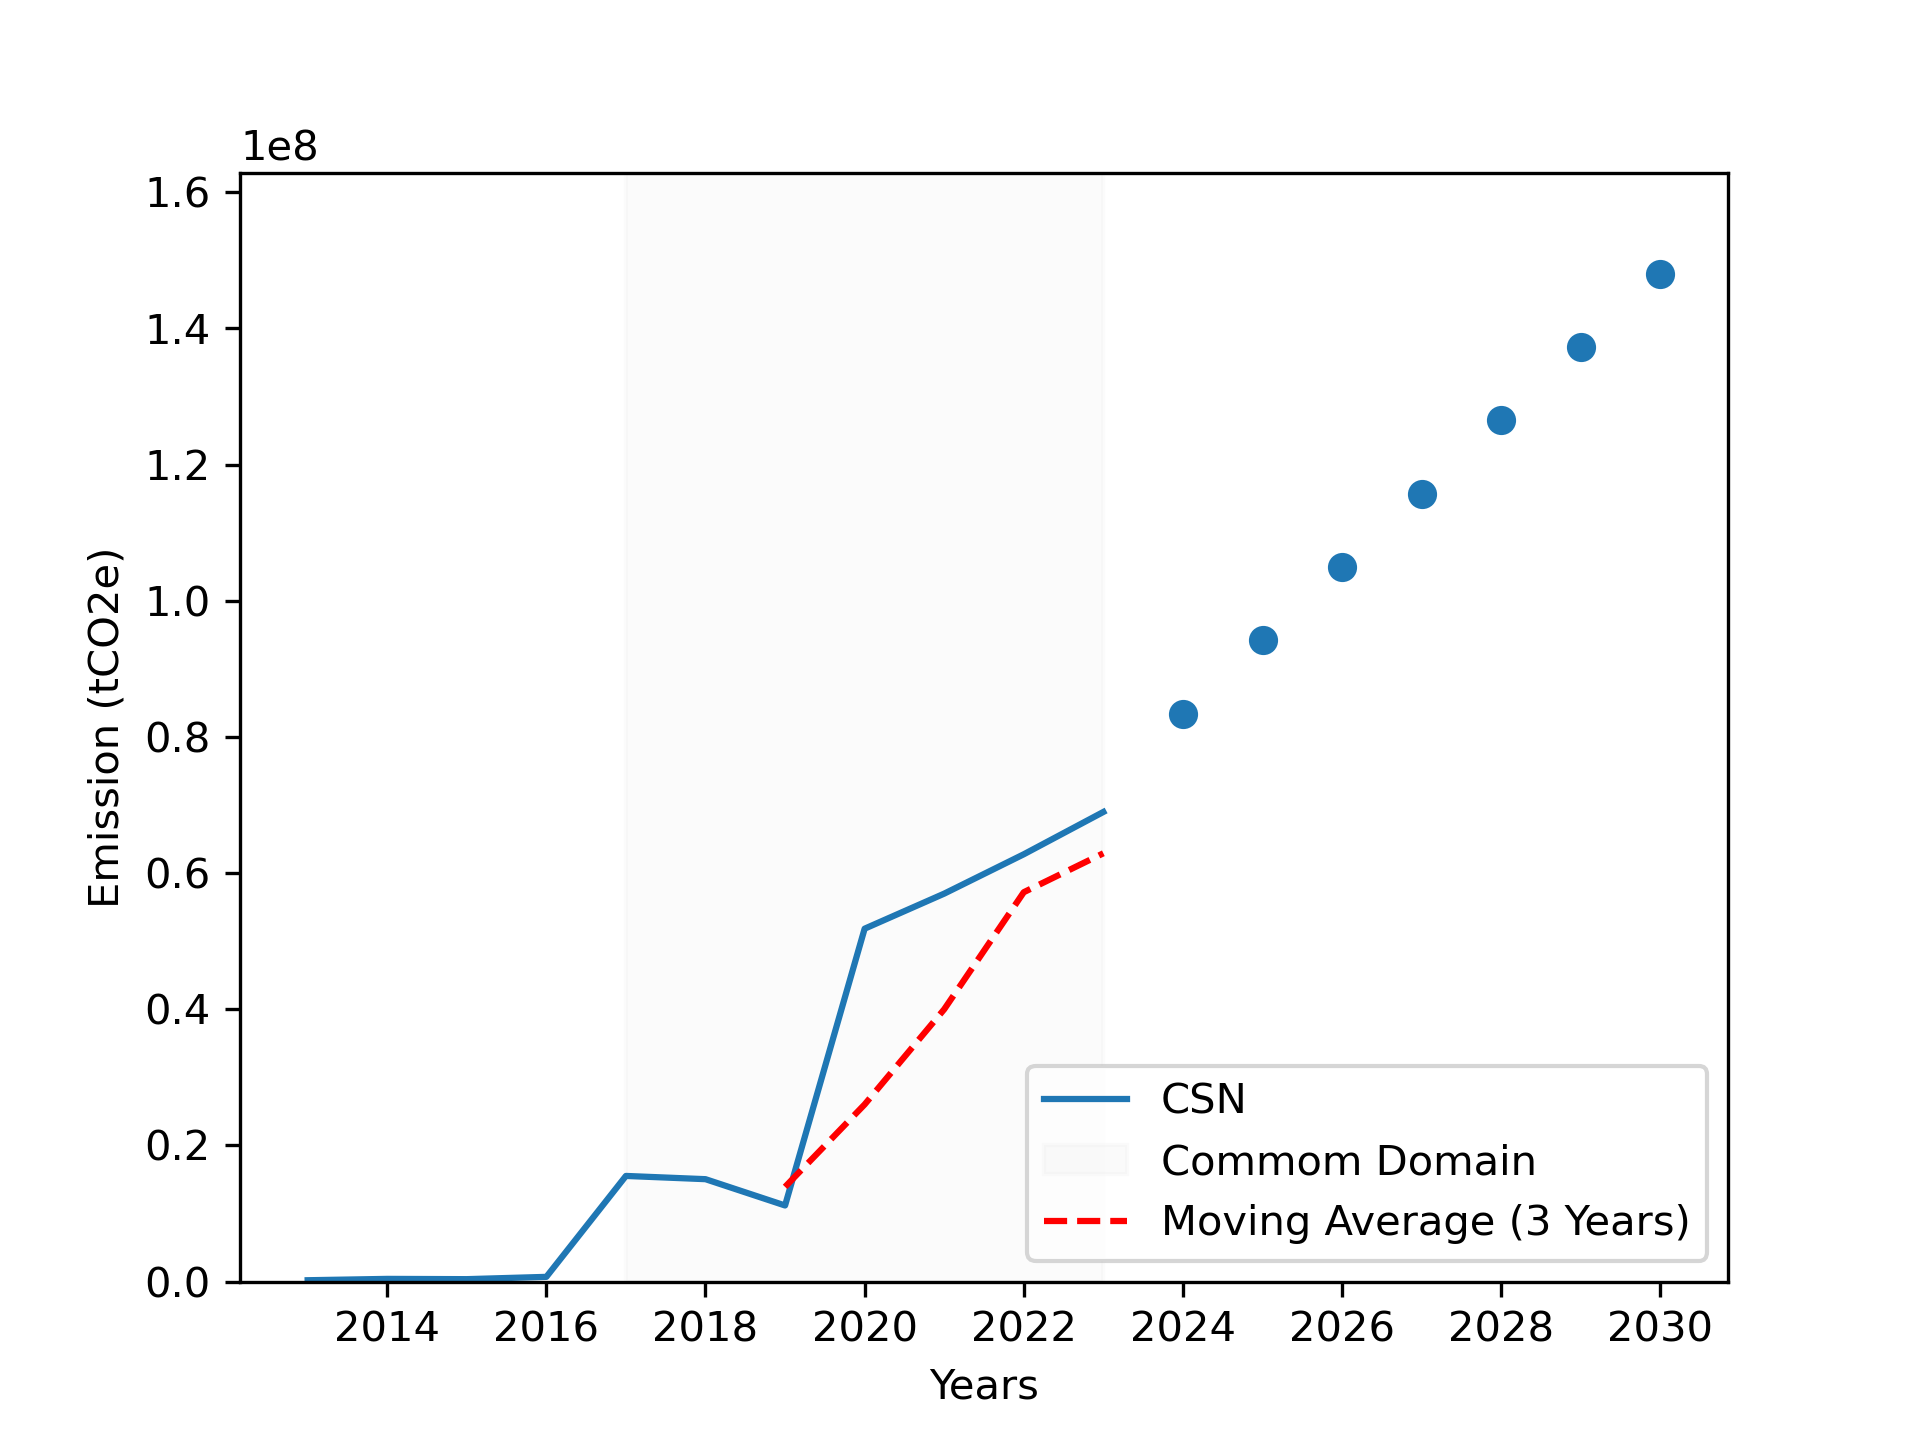 1e8
1.6
1.4
1.2
1.0
0.8
0.6
0.4
0.2
0.0
Emission (tCO2e)
CSN
Commom Domain
Moving Average (3 Years)
2014 2016 2018 2020 2022 2024 2026 2028 2030
Years